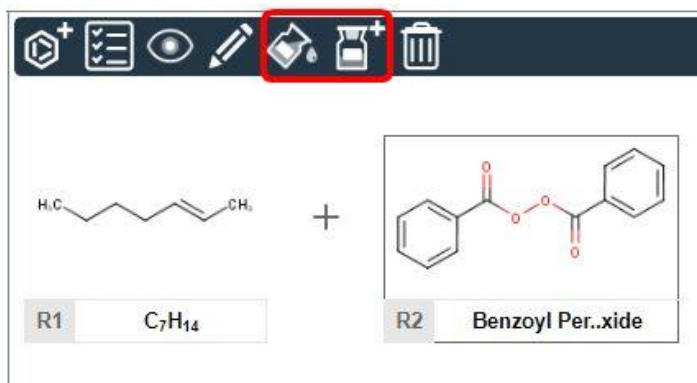 H₃C
CH₃
+
O
O
O
O
R1
C₇H₁₄
R2
Benzoyl Per..xide